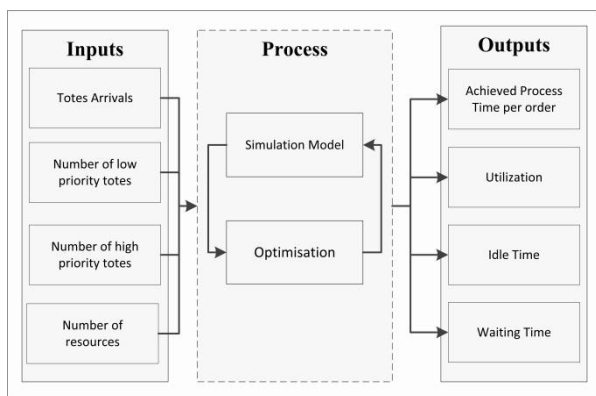 Inputs
Totes Arrivals
Number of low
priority totes
Number of high
priority totes
Number of
resources
Process
Simulation Model
Optimisation
Outputs
Achieved Process
Time per order
Utilization
Idle Time
Waiting Time